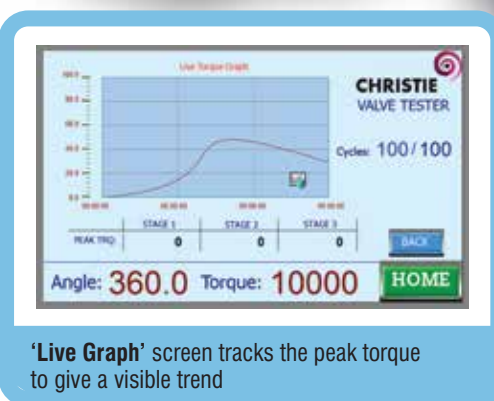 Live Torque Graph
CHRISTIE
VALVE TESTER
Cycles: 100/100
STAGE 1 STAGE 2 STAGE 3
PEAK TRQ 0 0 0
BACK
Angle: 360.0 Torque: 10000 HOME
'Live Graph' screen tracks the peak torque
to give a visible trend